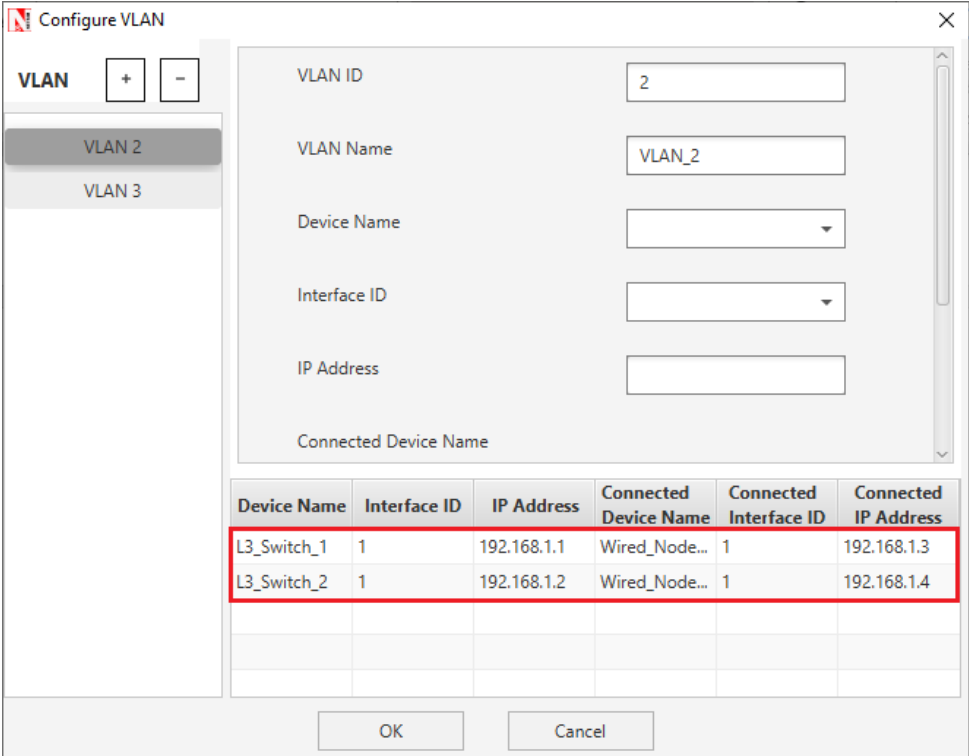 N Configure VLAN
VLAN + -
VLAN 2
VLAN 3
VLAN ID 2
VLAN Name VLAN_2
Device Name
Interface ID
IP Address
Connected Device Name
Device Name Interface ID IP Address Connected Device Name Connected Interface ID Connected IP Address
L3_Switch_1 1 192.168.1.1 Wired_Node... 1 192.168.1.3
L3_Switch_2 1 192.168.1.2 Wired_Node... 1 192.168.1.4
OK Cancel